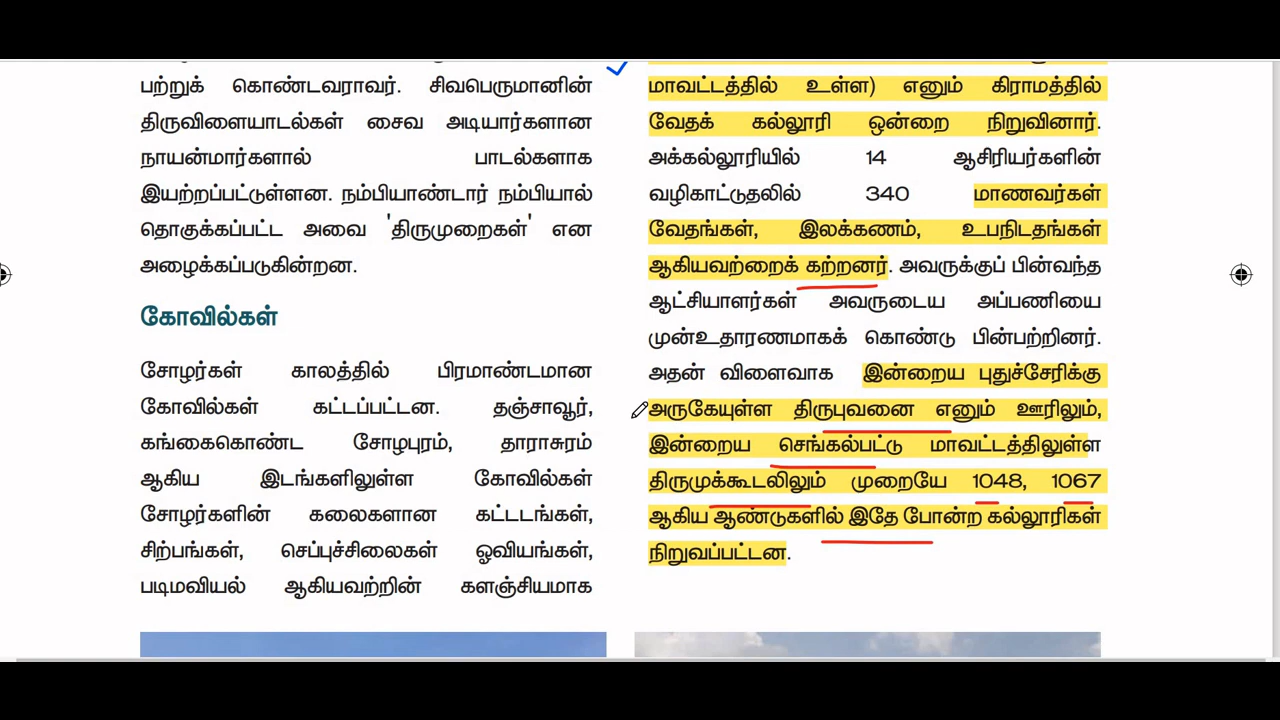 பற்றுக் கொண்டவராவர். சிவபெருமானின்
திருவிளையாடல்கள் சைவ அடியார்களான
நாயன்மார்களால் பாடல்களாக
இயற்றப்பட்டுள்ளன. நம்பியாண்டார் நம்பியால்
தொகுக்கப்பட்ட அவை 'திருமுறைகள்' என
அழைக்கப்படுகின்றன.
கோவில்கள்
சோழர்கள் காலத்தில் பிரமாண்டமான
கோவில்கள் கட்டப்பட்டன. தஞ்சாவூர்,
கங்கைகொண்ட சோழபுரம், தாராசுரம்
ஆகிய இடங்களிலுள்ள கோவில்கள்
சோழர்களின் கலைகளான கட்டடங்கள்,
சிற்பங்கள், செப்புச்சிலைகள் ஓவியங்கள்,
படிமவியல் ஆகியவற்றின் களஞ்சியமாக
மாவட்டத்தில் உள்ள) எனும் கிராமத்தில்
வேதக் கல்லூரி ஒன்றை நிறுவினார்.
அக்கல்லூரியில் 14 ஆசிரியர்களின்
வழிகாட்டுதலில் 340 மாணவர்கள்
வேதங்கள், இலக்கணம், உபநிடதங்கள்
ஆகியவற்றைக் கற்றனர். அவருக்குப் பின்வந்த
ஆட்சியாளர்கள் அவருடைய அப்பணியை
முன்உதாரணமாகக் கொண்டு பின்பற்றினர்.
அதன் விளைவாக இன்றைய புதுச்சேரிக்கு
அருகேயுள்ள திருபுவனை எனும் ஊரிலும்,
இன்றைய செங்கல்பட்டு மாவட்டத்திலுள்ள
திருமுக்கூடலிலும் முறையே 1048, 1067
ஆகிய ஆண்டுகளில் இதே போன்ற கல்லூரிகள்
நிறுவப்பட்டன.